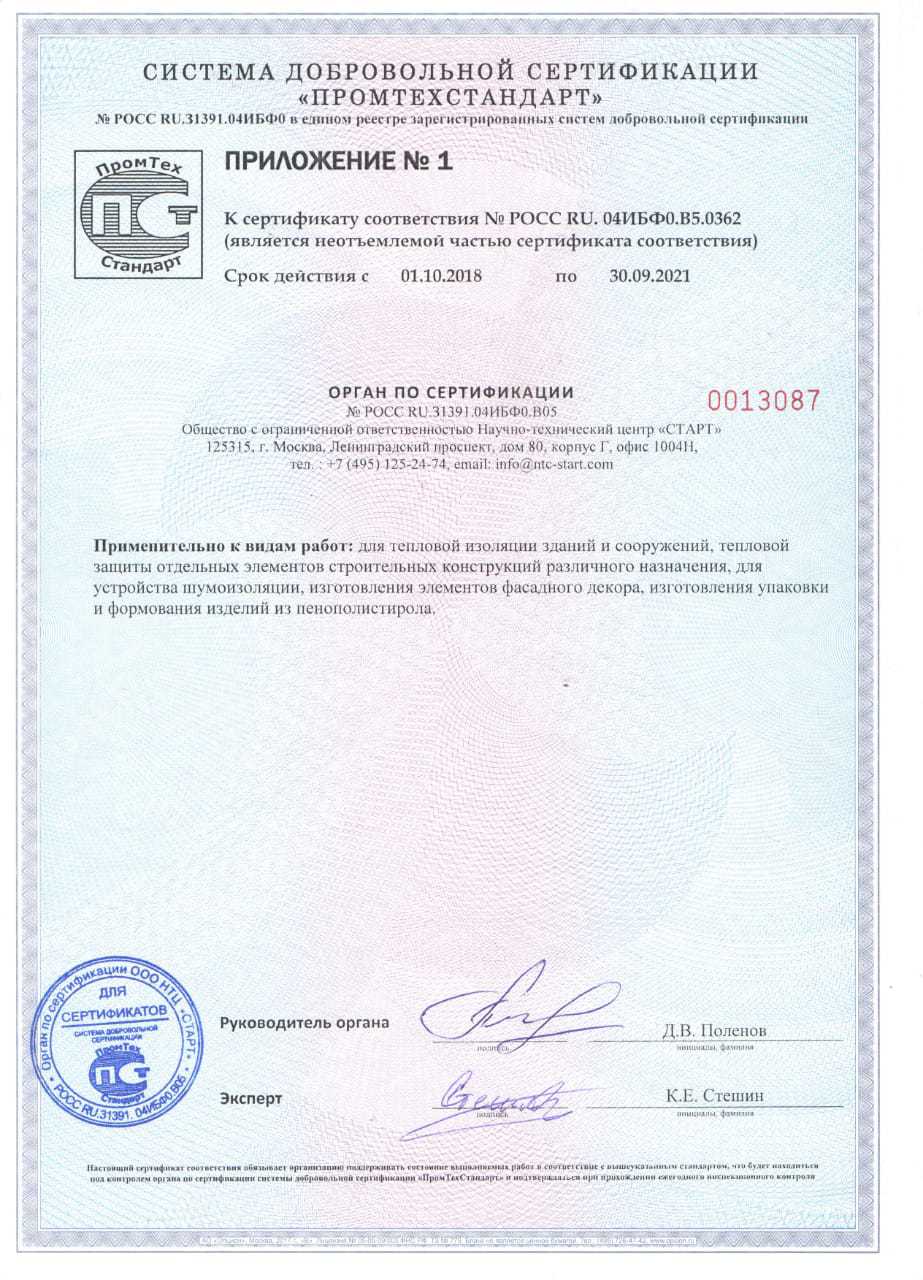 СИСТЕМА ДОБРОВОЛЬНОЙ СЕРТИФИКАЦИИ
«ПРОМТЕХСТАНДАРТ»
№ РОСС RU.31391.04ИБФ0 в едином реестре зарегистрированных систем добровольной сертификации
ПромТех
ПСТ
Стандарт
ПРИЛОЖЕНИЕ № 1
К сертификату соответствия № РОСС RU. 04ИБФ0.В5.0362
(является неотъемлемой частью сертификата соответствия)
Срок действия с 01.10.2018 по 30.09.2021
ОРГАН ПО СЕРТИФИКАЦИИ
0013087
№ РОСС RU.31391.04ИБФ0.В05
Общество с ограниченной ответственностью Научно-технический центр «СТАРТ»
125315, г. Москва, Ленинградский проспект, дом 80, корпус Г, офис 1004Н,
тел. : +7 (495) 125-24-74, email: info@ntc-start.com
Применительно к видам работ: для тепловой изоляции зданий и сооружений, тепловой
защиты отдельных элементов строительных конструкций различного назначения, для
устройства шумоизоляции, изготовления элементов фасадного декора, изготовления упаковки
и формования изделий из пенополистирола.
Орган по сертификации ООО НТЦ «СТАРТ»
ДЛЯ
СЕРТИФИКАТОВ
СИСТЕМА ДОБРОВОЛЬНОЙ
СЕРТИФИКАЦИИ
ПромТех
ПСТ
Стандарт
РОСС RU.31391. 04ИБФ0.В05
Руководитель органа
подпись
Д.В. Поленов
инициалы, фамилия
Эксперт
Стешин
подпись
К.Е. Стешин
инициалы, фамилия
Настоящий сертификат соответствия обязывает организацию поддерживать состояние выполняемых работ в соответствие с вышеуказанным стандартом, что будет находиться
под контролем органа по сертификации системы добровольной сертификации «ПромТехСтандарт» и подтверждаться при прохождении ежегодного инспекционного контроля